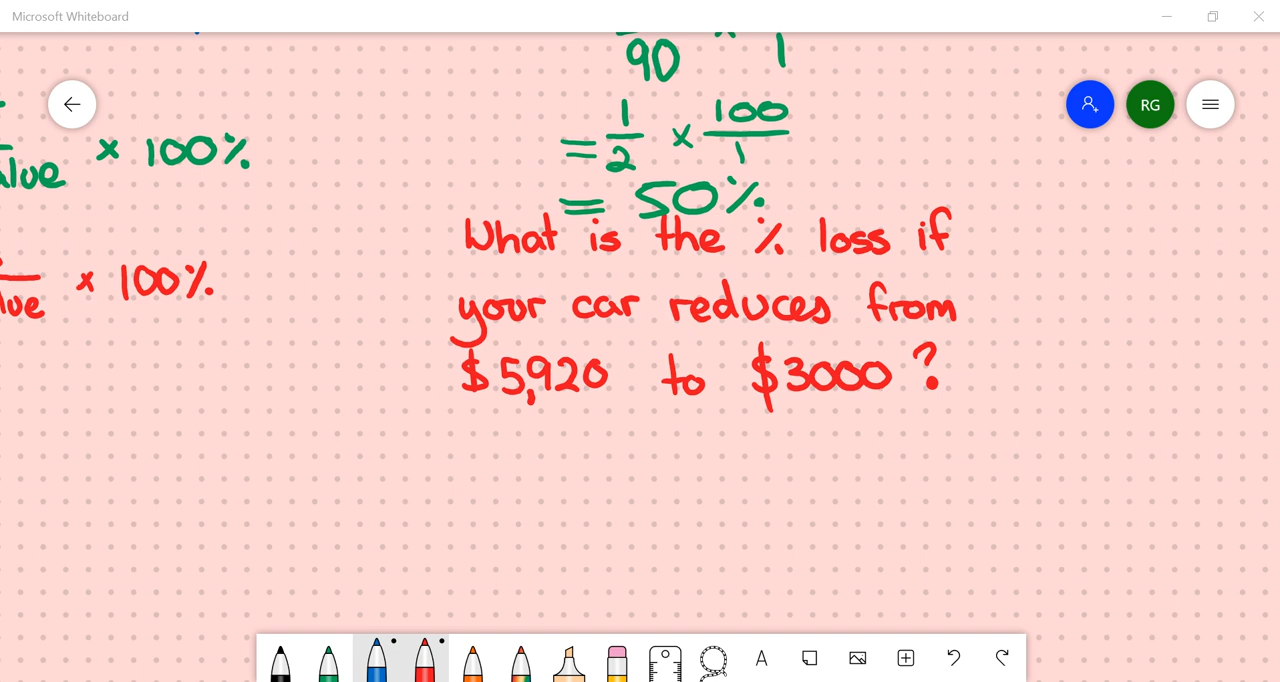 Microsoft Whiteboard
90 1
× 100%
= 1/2 × 100/1
= 50%
What is the % loss if
× 100%
your car reduces from
$5,920 to $3000?
RG
A